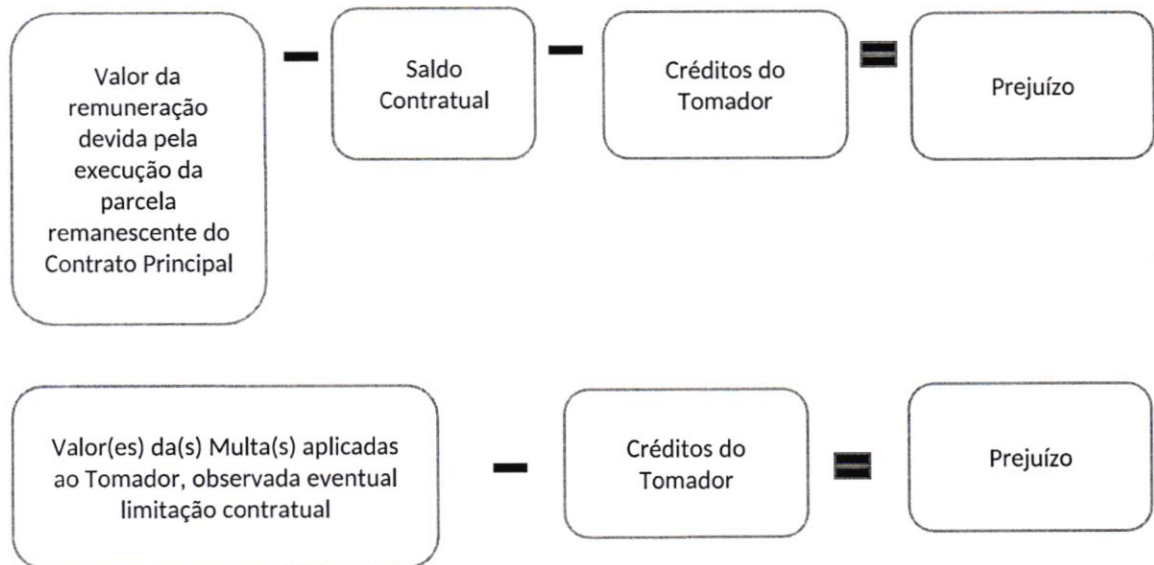 Valor da
remuneração
devida pela
execução da
parcela
remanescente do
Contrato Principal
−
Saldo
Contratual
−
Créditos do
Tomador
=
Prejuízo
Valor(es) da(s) Multa(s) aplicadas
ao Tomador, observada eventual
limitação contratual
−
Créditos do
Tomador
=
Prejuízo